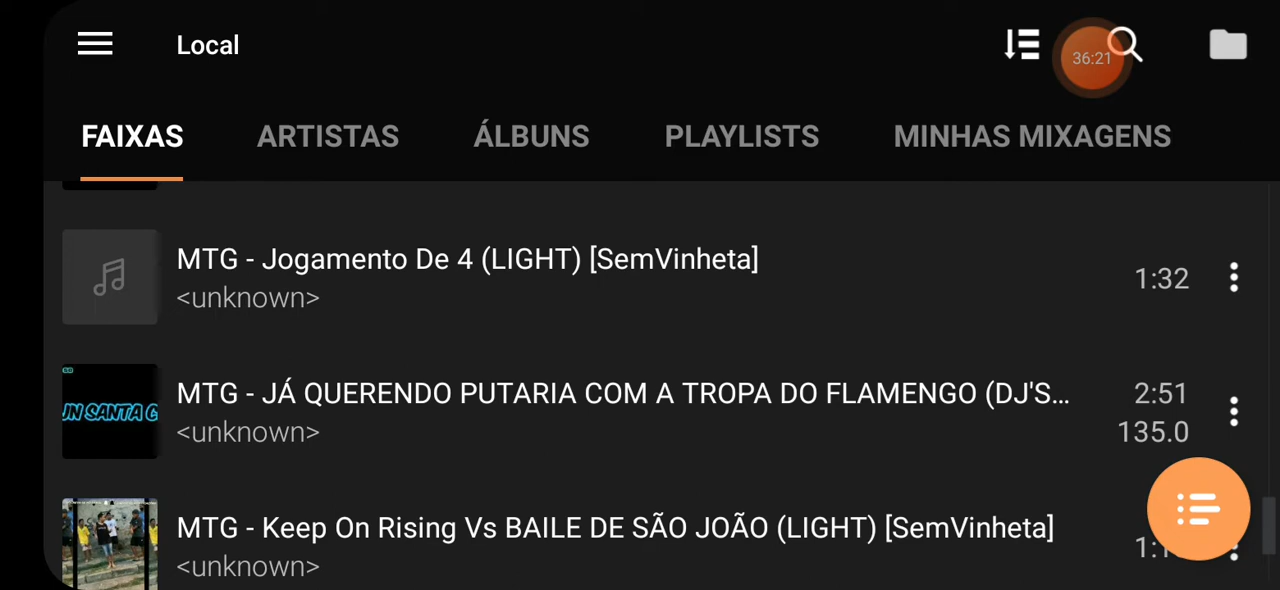 Local
36:21
FAIXAS ARTISTAS ÁLBUNS PLAYLISTS MINHAS MIXAGENS
MTG - Jogamento De 4 (LIGHT) [SemVinheta]
<unknown>
1:32
MTG - JÁ QUERENDO PUTARIA COM A TROPA DO FLAMENGO (DJ'S...
2:51
<unknown>
135.0
MTG - Keep On Rising Vs BAILE DE SÃO JOÃO (LIGHT) [SemVinheta]
<unknown>